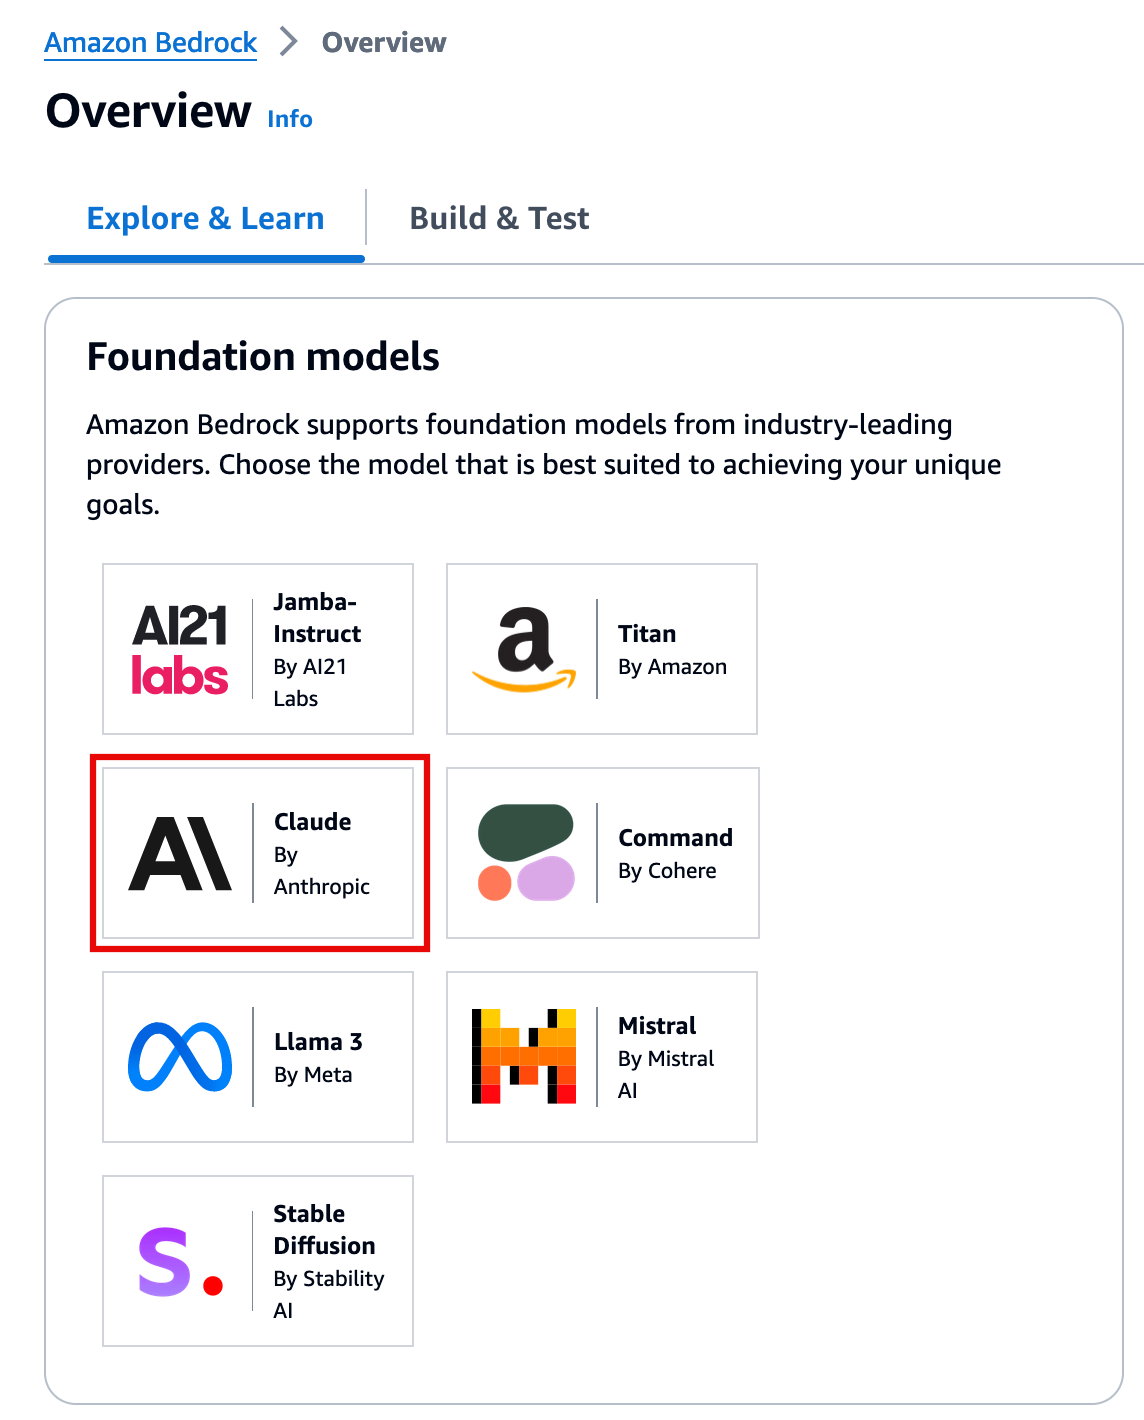 Amazon Bedrock > Overview
Overview Info
Explore & Learn
Build & Test
Foundation models
Amazon Bedrock supports foundation models from industry-leading
providers. Choose the model that is best suited to achieving your unique
goals.
AI21
labs
Jamba-
Instruct
By AI21
Labs
a
Titan
By Amazon
A\
Claude
By
Anthropic
Command
By Cohere
Llama 3
By Meta
Mistral
By Mistral
AI
S.
Stable
Diffusion
By Stability
AI